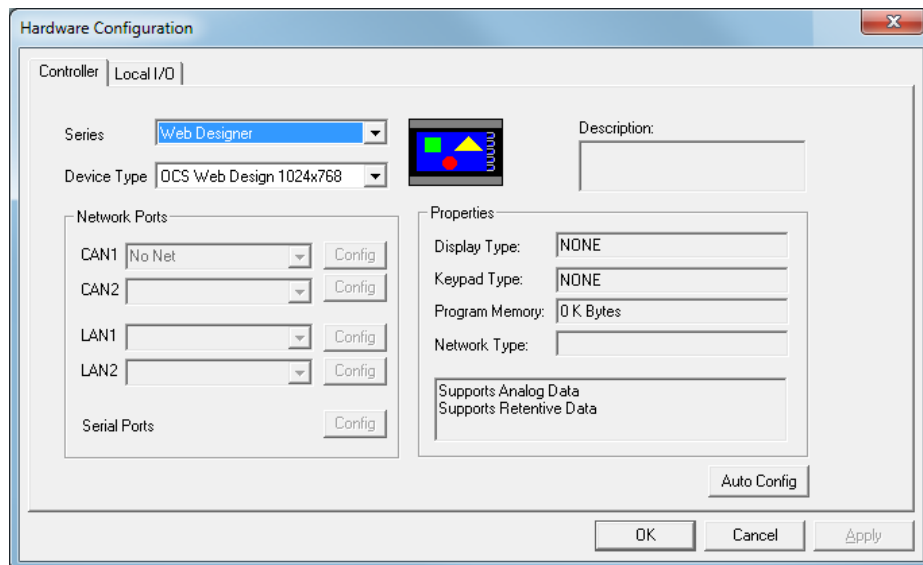 Hardware Configuration
Controller
Local I/O
Series
Web Designer
Device Type
OCS Web Design 1024x768
Description:
Network Ports
CAN1
No Net
Config
CAN2
Config
LAN1
Config
LAN2
Config
Serial Ports
Config
Properties
Display Type:
NONE
Keypad Type:
NONE
Program Memory:
0 K Bytes
Network Type:
Supports Analog Data
Supports Retentive Data
Auto Config
OK
Cancel
Apply